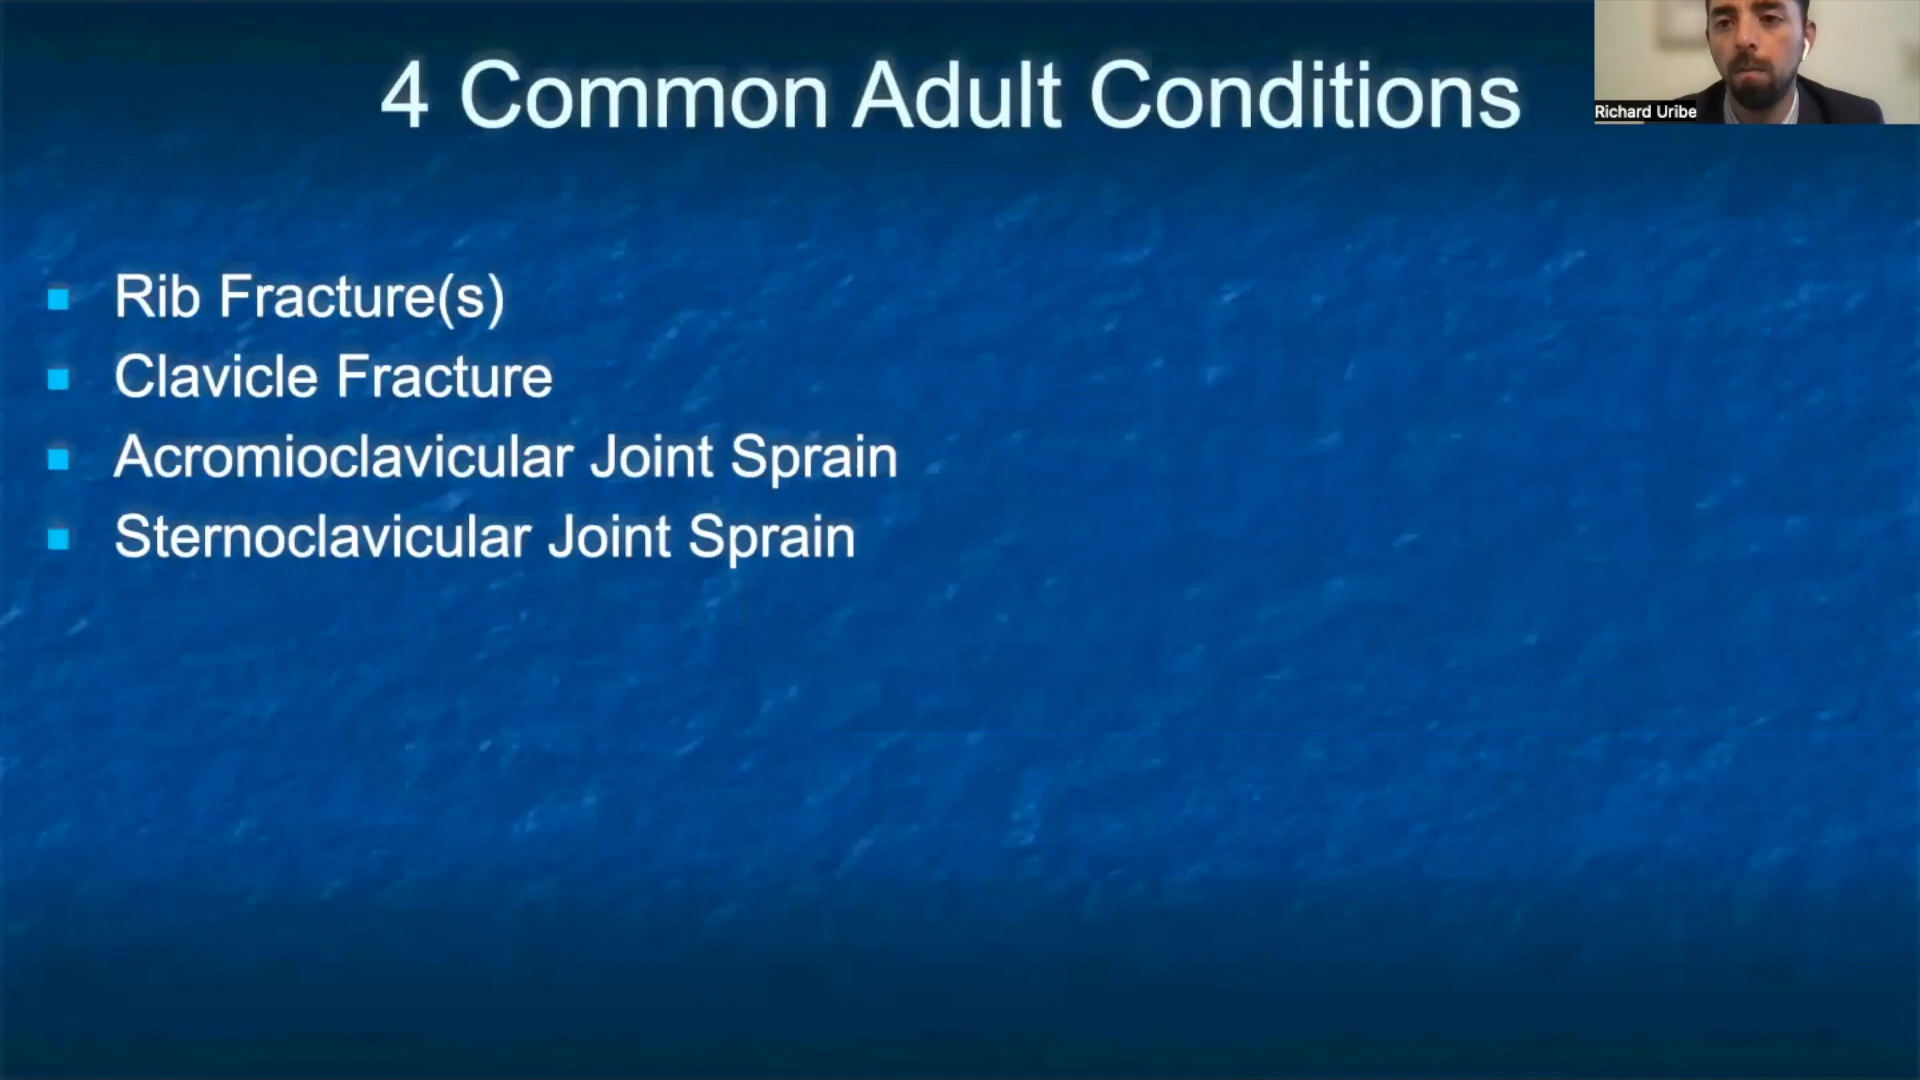 4 Common Adult Conditions
Richard Uribe
Rib Fracture(s)
Clavicle Fracture
Acromioclavicular Joint Sprain
Sternoclavicular Joint Sprain